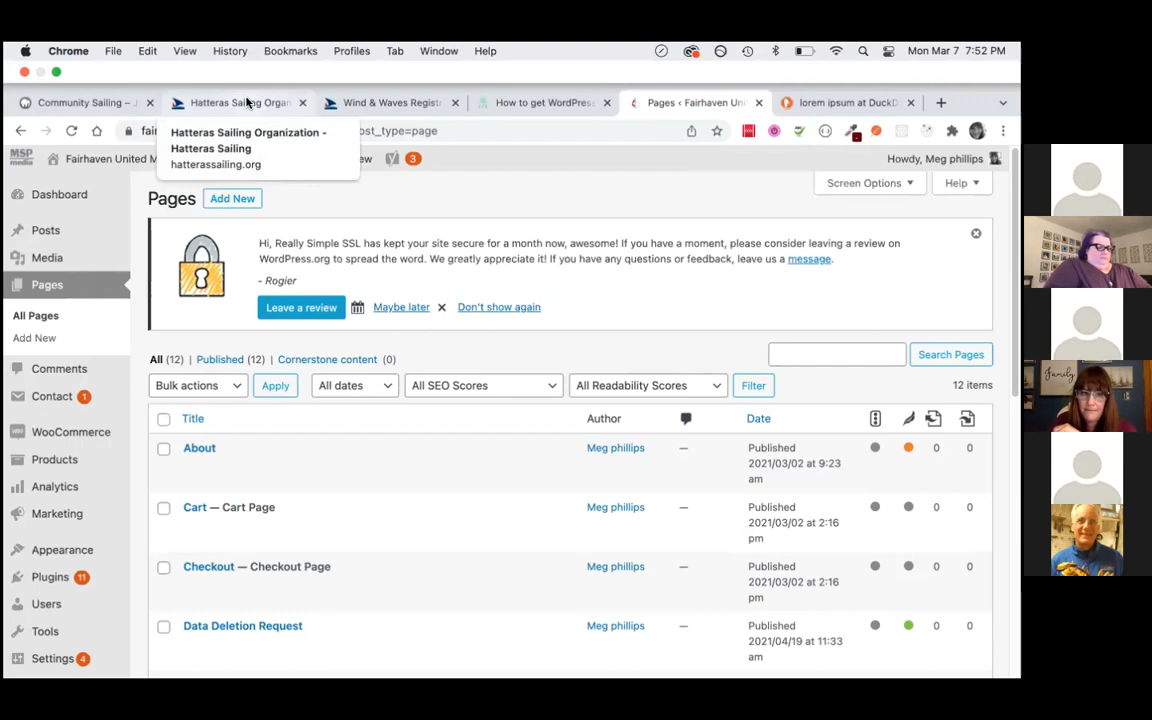 Chrome File Edit View History Bookmarks Profiles Tab Window Help Mon Mar 7 7:52 PM
Community Sailing – Hatteras Sailing Organ Wind & Waves Registr How to get WordPress Pages ‹ Fairhaven Uni lorem ipsum at DuckD
fai ost_type=page
Hatteras Sailing Organization -
Hatteras Sailing
hatterassailing.org
MSP
media
Fairhaven United M ew 3 Howdy, Meg phillips
Dashboard
Posts
Media
Pages
All Pages
Add New
Comments
Contact 1
WooCommerce
Products
Analytics
Marketing
Appearance
Plugins 11
Users
Tools
Settings 4
Screen Options Help
Pages Add New
Hi, Really Simple SSL has kept your site secure for a month now, awesome! If you have a moment, please consider leaving a review on
WordPress.org to spread the word. We greatly appreciate it! If you have any questions or feedback, leave us a message.
- Rogier
Leave a review Maybe later Don't show again
All (12) | Published (12) | Cornerstone content (0)
Search Pages
Bulk actions Apply All dates All SEO Scores All Readability Scores Filter 12 items
Title Author Date
About Meg phillips — Published
2021/03/02 at 9:23
am
0 0
Cart — Cart Page Meg phillips — Published
2021/03/02 at 2:16
pm
0 0
Checkout — Checkout Page Meg phillips — Published
2021/03/02 at 2:16
pm
0 0
Data Deletion Request Meg phillips — Published
2021/04/19 at 11:33
am
0 0
Family